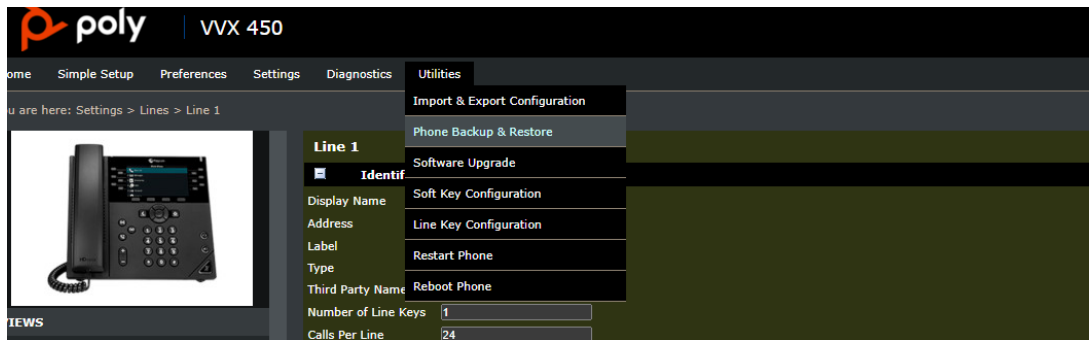 poly VVX 450
ome Simple Setup Preferences Settings Diagnostics Utilities
u are here: Settings > Lines > Line 1
Import & Export Configuration
Phone Backup & Restore
Software Upgrade
Soft Key Configuration
Line Key Configuration
Restart Phone
Reboot Phone
Line 1
Identif
Display Name
Address
Label
Type
Third Party Name
Number of Line Keys 1
Calls Per Line 24
IEWS